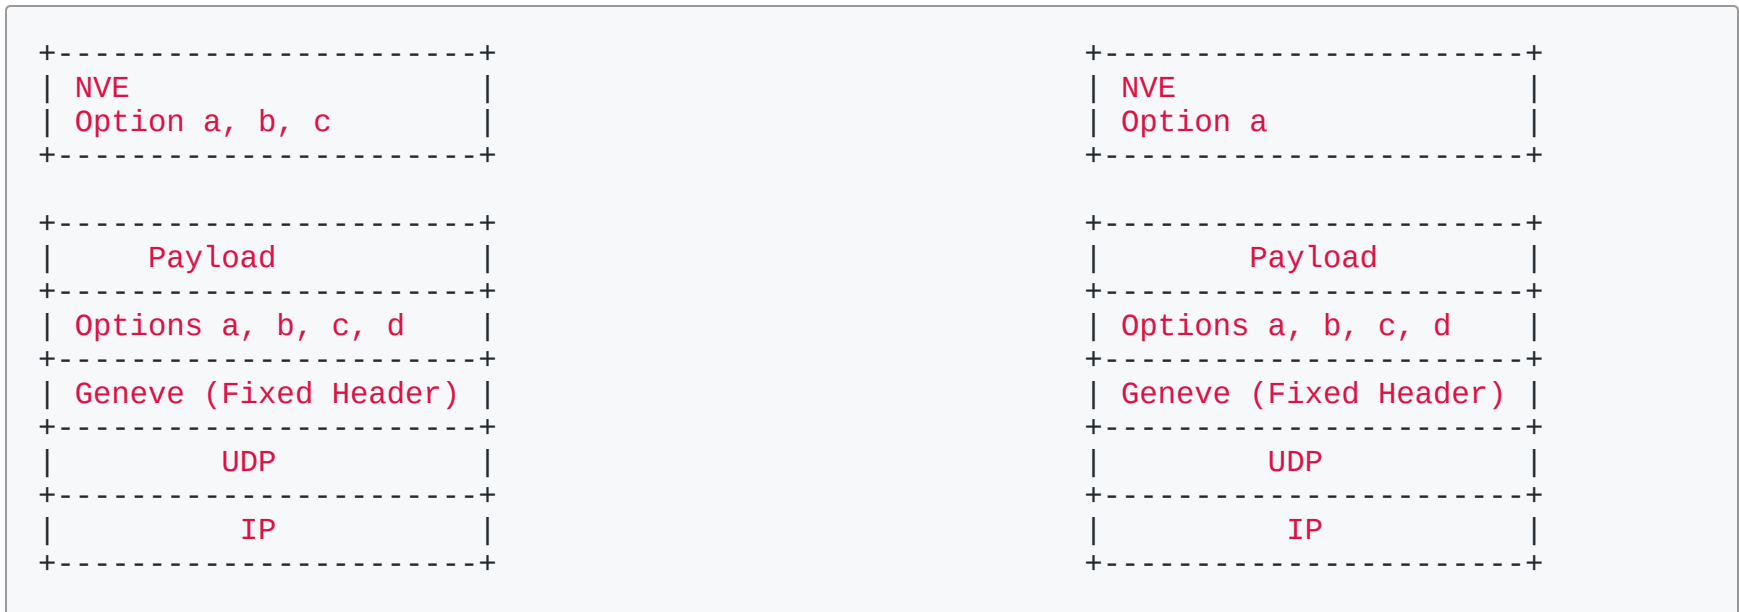 +-----------------------+                                +-----------------------+
| NVE                   |                                | NVE                   |
| Option a, b, c        |                                | Option a              |
+-----------------------+                                +-----------------------+

+-----------------------+                                +-----------------------+
|     Payload           |                                |        Payload        |
+-----------------------+                                +-----------------------+
| Options a, b, c, d    |                                | Options a, b, c, d    |
+-----------------------+                                +-----------------------+
| Geneve (Fixed Header) |                                | Geneve (Fixed Header) |
+-----------------------+                                +-----------------------+
|         UDP           |                                |         UDP           |
+-----------------------+                                +-----------------------+
|          IP           |                                |          IP           |
+-----------------------+                                +-----------------------+